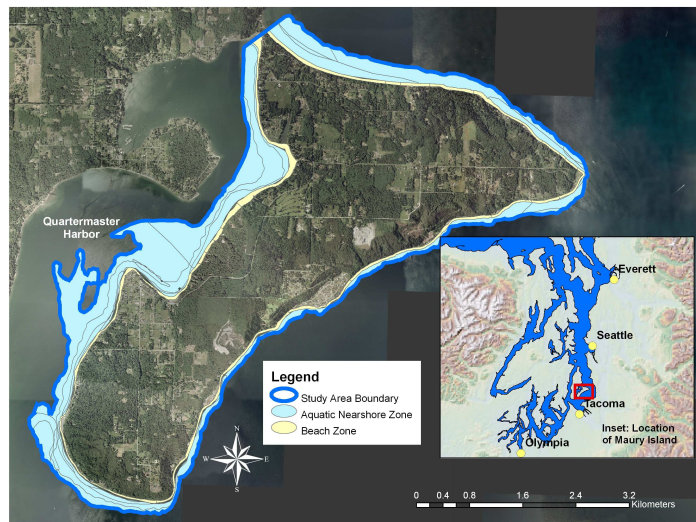 Quartermaster
Harbor
Everett
Seattle
Tacoma
Olympia
Inset: Location
of Maury Island
Legend
Study Area Boundary
Aquatic Nearshore Zone
Beach Zone
N
W
E
S
0 0.4 0.8 1.6 2.4 3.2
Kilometers